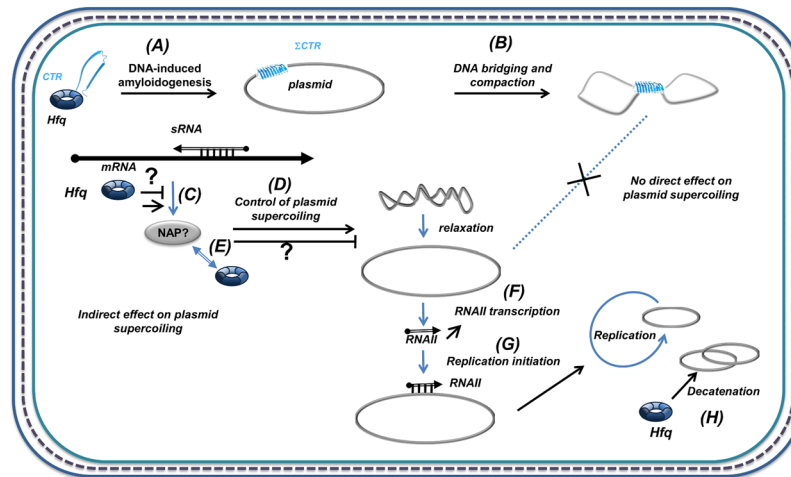 (A)
(B)
ΣCTR
CTR
DNA-induced
amyloidogenesis
plasmid
DNA bridging and
compaction
Hfq
sRNA
mRNA
?
Hfq
(C)
(D)
Control of plasmid
supercoiling
?
NAP?
(E)
relaxation
No direct effect on
plasmid supercoiling
Indirect effect on plasmid
supercoiling
(F)
RNAII transcription
RNAII
(G)
Replication initiation
RNAII
Replication
Decatenation
Hfq
(H)